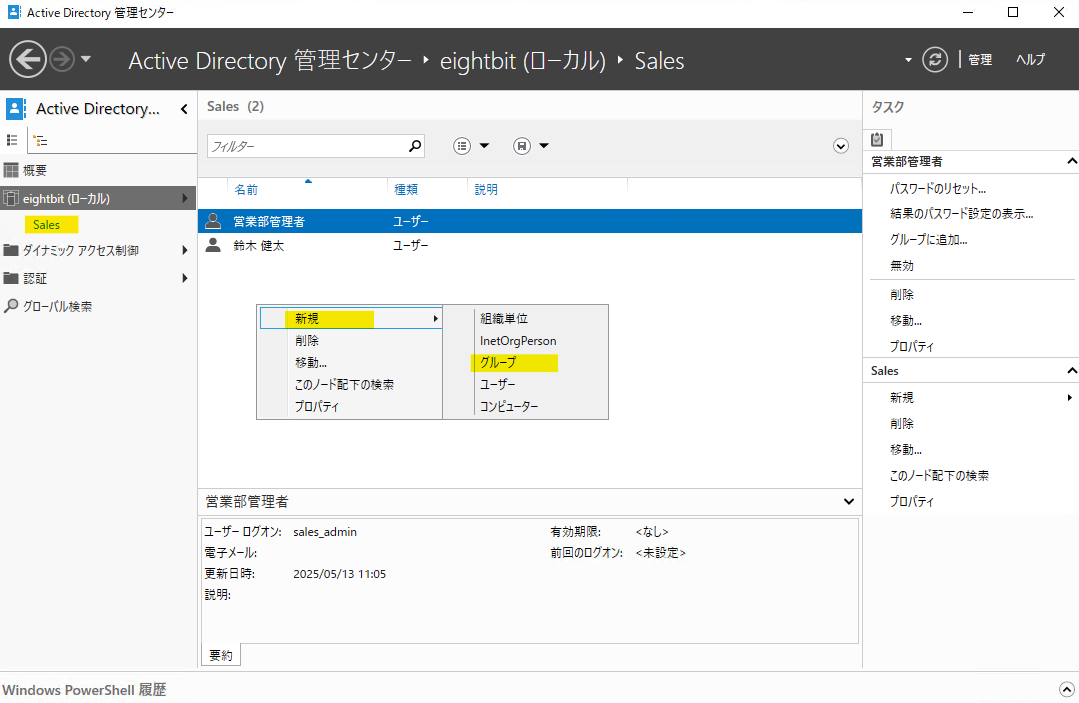 Active Directory 管理センター
Active Directory 管理センター ‣ eightbit (ローカル) ‣ Sales
管理
ヘルプ
Active Directory...
概要
eightbit (ローカル)
Sales
ダイナミック アクセス制御
認証
グローバル検索
Sales (2)
フィルター
名前 種類 説明
営業部管理者 ユーザー
鈴木 健太 ユーザー
新規
削除
移動...
このノード配下の検索
プロパティ
組織単位
InetOrgPerson
グループ
ユーザー
コンピューター
営業部管理者
ユーザー ログオン: sales_admin
電子メール:
更新日時: 2025/05/13 11:05
説明:
有効期限: <なし>
前回のログオン: <未設定>
要約
タスク
営業部管理者
パスワードのリセット...
結果のパスワード設定の表示...
グループに追加...
無効
削除
移動...
プロパティ
Sales
新規
削除
移動...
このノード配下の検索
プロパティ
Windows PowerShell 履歴